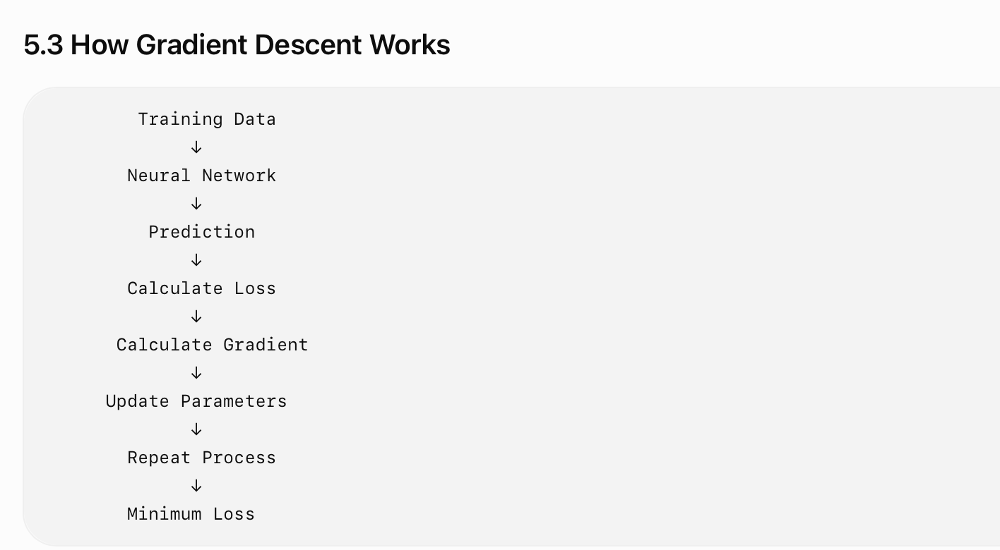 5.3 How Gradient Descent Works
Training Data
↓
Neural Network
↓
Prediction
↓
Calculate Loss
↓
Calculate Gradient
↓
Update Parameters
↓
Repeat Process
↓
Minimum Loss